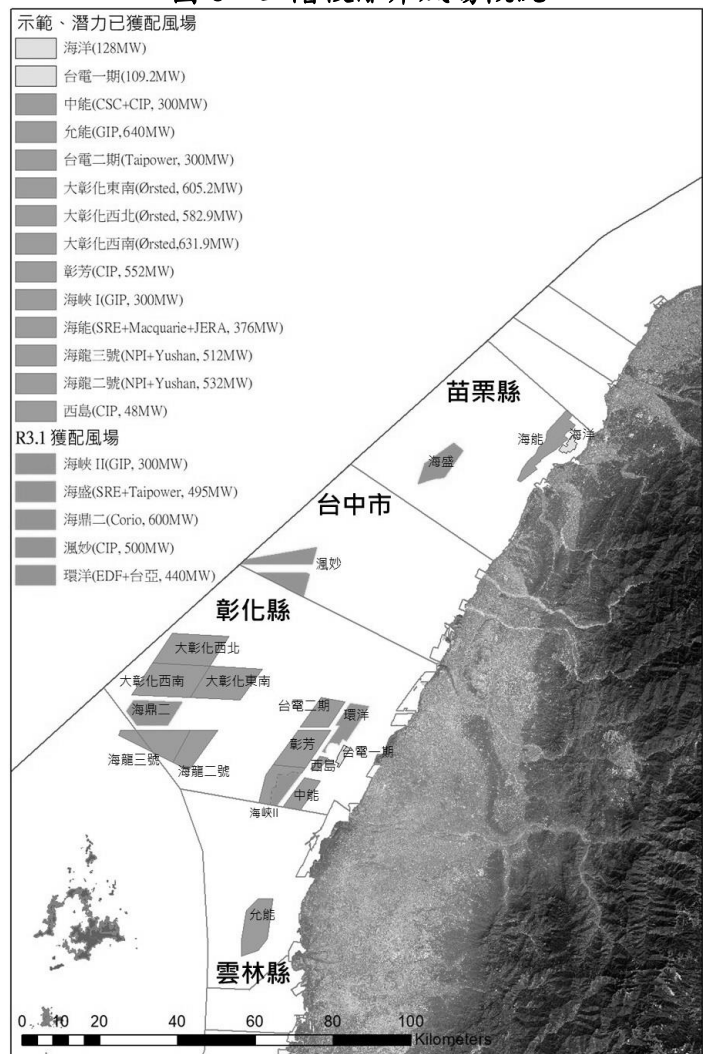 示範、潛力已獲配風場
海洋(128MW)
台電一期(109.2MW)
中能(CSC+CIP, 300MW)
允能(GIP,640MW)
台電二期(Taipower, 300MW)
大彰化東南(Ørsted, 605.2MW)
大彰化西北(Ørsted, 582.9MW)
大彰化西南(Ørsted,631.9MW)
彰芳(CIP, 552MW)
海峽 I(GIP, 300MW)
海能(SRE+Macquarie+JERA, 376MW)
海龍三號(NPI+Yushan, 512MW)
海龍二號(NPI+Yushan, 532MW)
西島(CIP, 48MW)
R3.1 獲配風場
海峽 II(GIP, 300MW)
海盛(SRE+Taipower, 495MW)
海鼎二(Corio, 600MW)
渢妙(CIP, 500MW)
環洋(EDF+台亞, 440MW)
苗栗縣
海能
海洋
海盛
台中市
渢妙
彰化縣
大彰化西北
大彰化西南
大彰化東南
海鼎二
台電二期
環洋
海龍三號
海龍二號
彰芳
台電一期
西島
中能
海峽II
允能
雲林縣
0 5 10 20 40 60 80 100
Kilometers